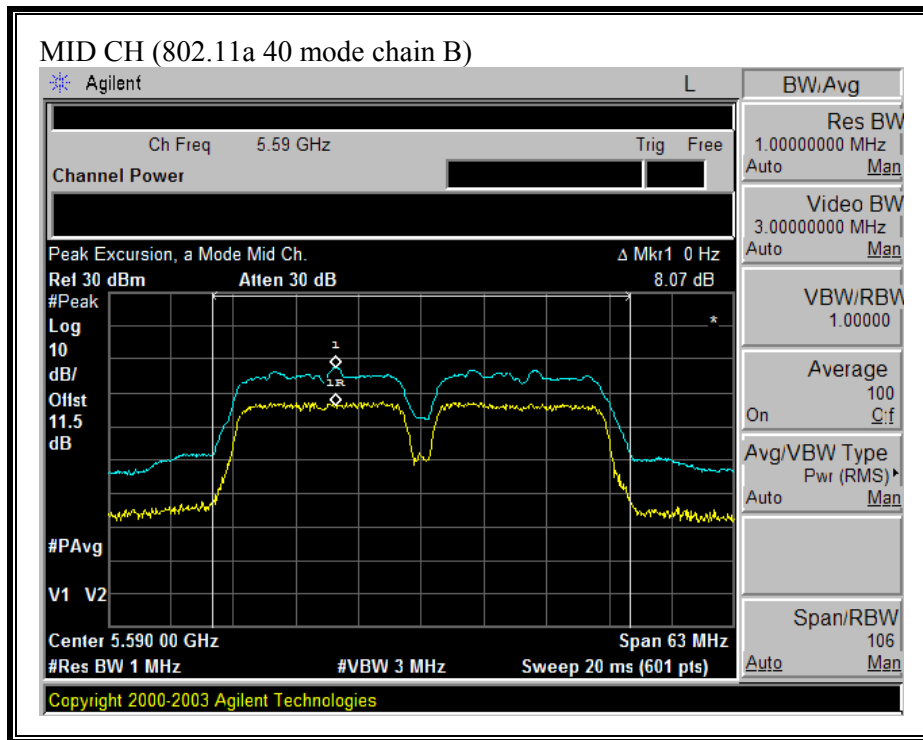 MID CH (802.11a 40 mode chain B)
Agilent L
Ch Freq 5.59 GHz Trig Free
Channel Power
Peak Excursion, a Mode Mid Ch. Δ Mkr1 0 Hz
Ref 30 dBm Atten 30 dB 8.07 dB
#Peak
Log
10
dB/
Offst
11.5
dB
1
1R
*
#PAvg
V1 V2
Center 5.590 00 GHz Span 63 MHz
#Res BW 1 MHz #VBW 3 MHz Sweep 20 ms (601 pts)
Copyright 2000-2003 Agilent Technologies
BW/Avg
Res BW
1.00000000 MHz
Auto Man
Video BW
3.00000000 MHz
Auto Man
VBW/RBW
1.00000
Average
100
On Off
Avg/VBW Type
Pwr (RMS)
Auto Man
Span/RBW
106
Auto Man